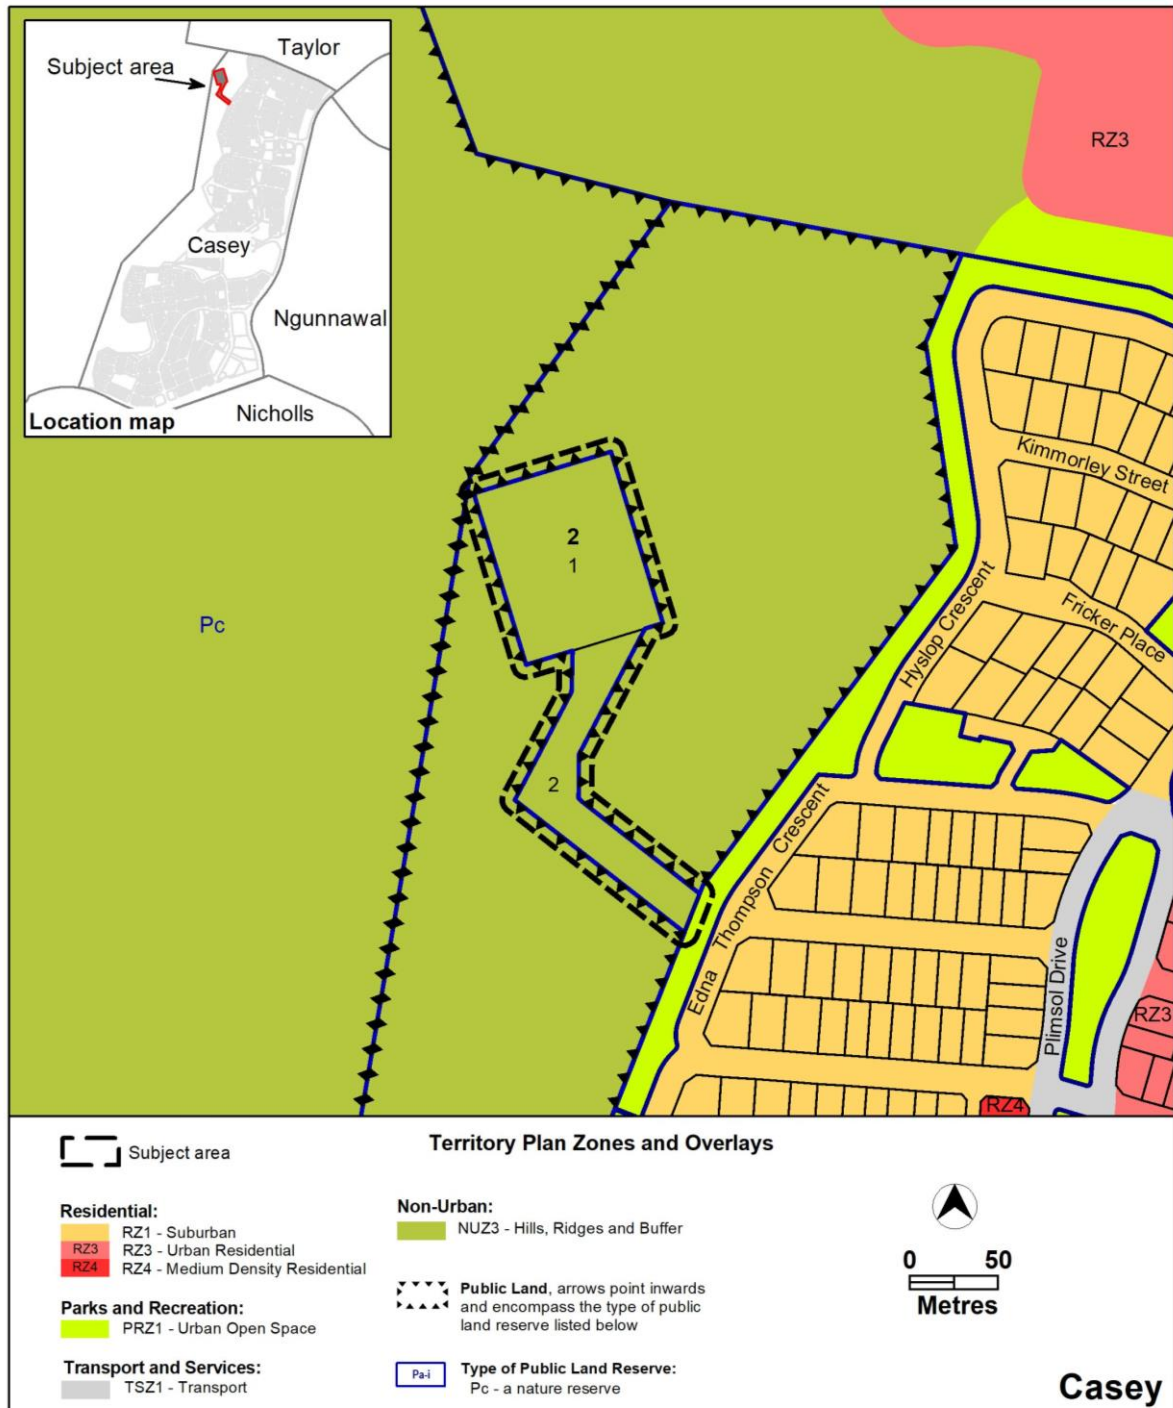 Taylor
Subject area
Casey
Ngunnawal
Nicholls
Location map
RZ3
Kimmorley Street
2
1
Hyslop Crescent
Fricker Place
Pc
2
Edna Thompson Crescent
Plimsol Drive
RZ3
RZ4
Subject area
Territory Plan Zones and Overlays
Residential:
RZ1 - Suburban
RZ3 RZ3 - Urban Residential
RZ4 RZ4 - Medium Density Residential
Parks and Recreation:
PRZ1 - Urban Open Space
Transport and Services:
TSZ1 - Transport
Non-Urban:
NUZ3 - Hills, Ridges and Buffer
Public Land, arrows point inwards
and encompass the type of public
land reserve listed below
Pa-i Type of Public Land Reserve:
Pc - a nature reserve
0 50
Metres
Casey